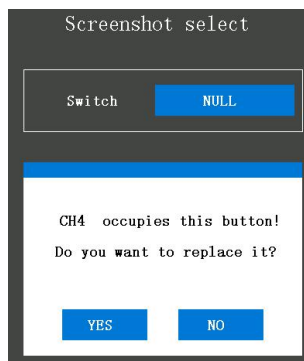 Screenshot select
Switch NULL
CH4 occupies this button!
Do you want to replace it?
YES NO